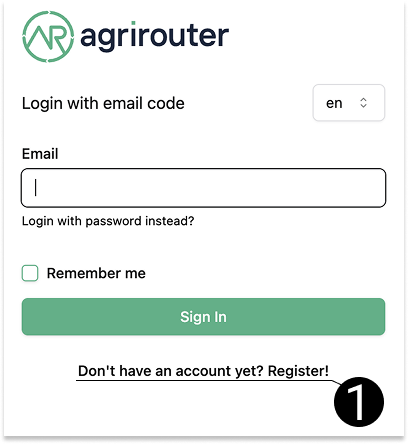 AR agrirouter
Login with email code
en
Email
Login with password instead?
Remember me
Sign In
Don't have an account yet? Register!
1